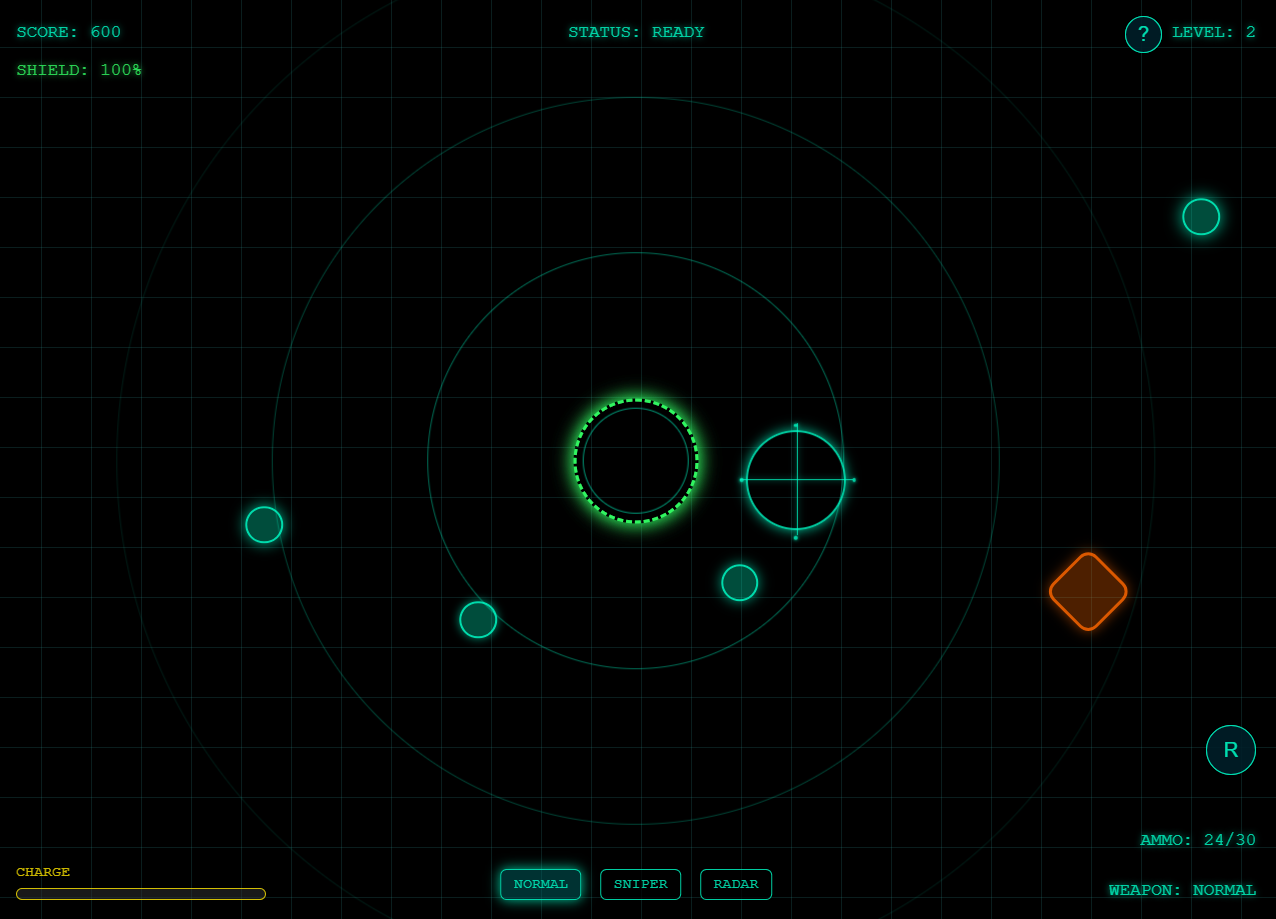 SCORE: 600
STATUS: READY
?
LEVEL: 2
SHIELD: 100%
R
AMMO: 24/30
CHARGE
NORMAL
SNIPER
RADAR
WEAPON: NORMAL